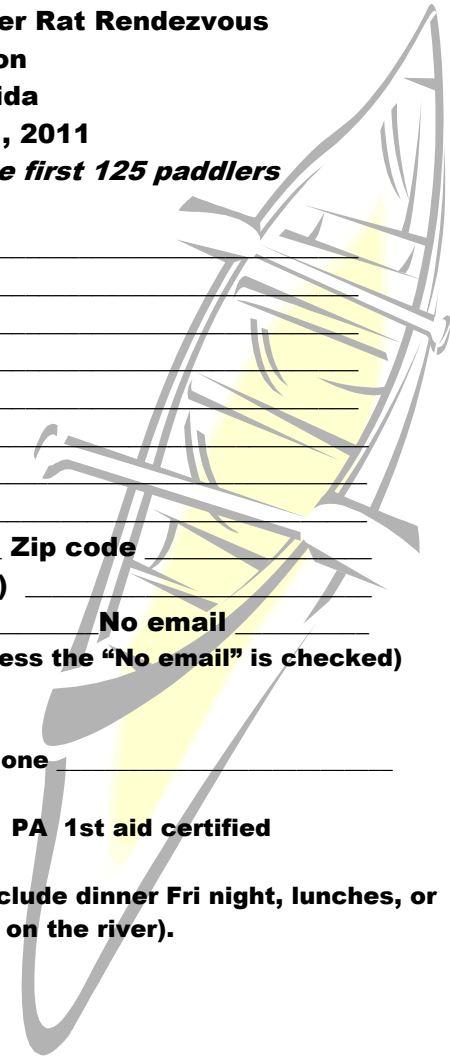 er Rat Rendezvous
on
ida
, 2011
e first 125 paddlers
Zip code
)
No email
ess the “No email” is checked)
one
PA 1st aid certified
clude dinner Fri night, lunches, or
on the river).